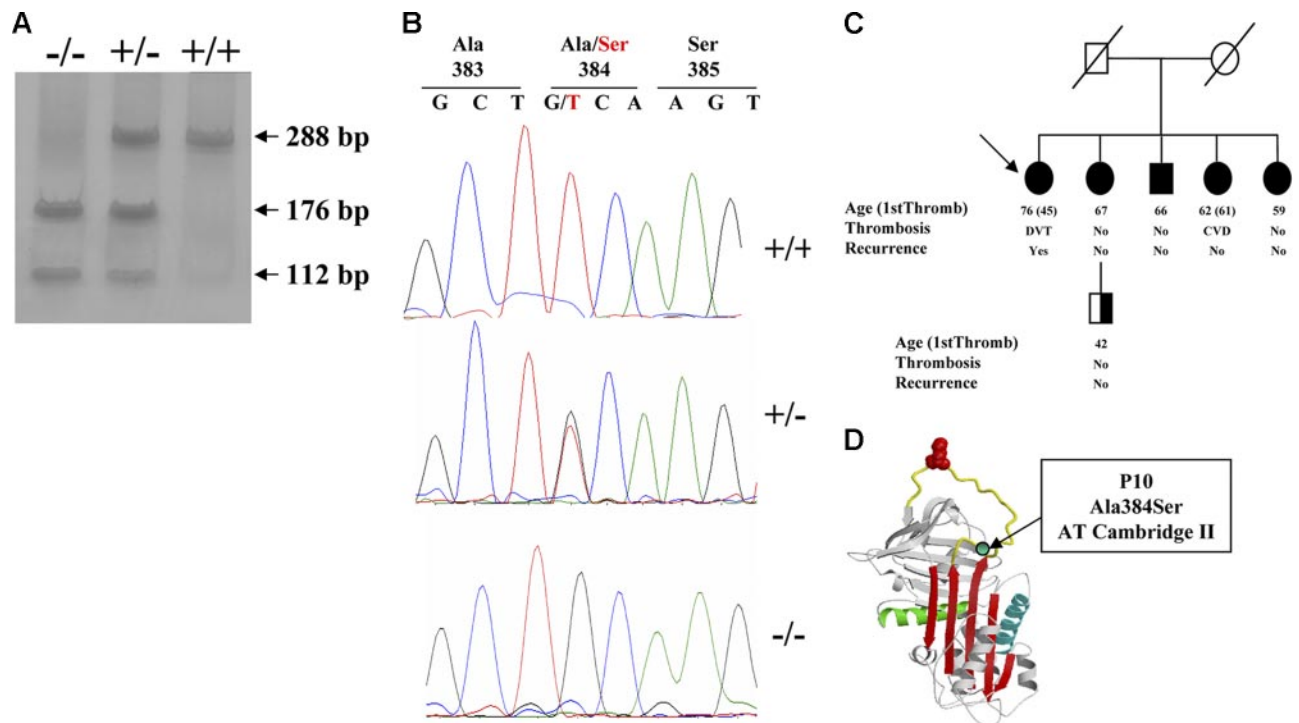 A
-/- +/- +/+
288 bp
176 bp
112 bp
B
Ala Ala/Ser Ser
383 384 385
G C T G/T C A A G T
+/+
+/-
-/-
C
Age (1stThromb) 76 (45) 67 66 62 (61) 59
Thrombosis DVT No No CVD No
Recurrence Yes No No No No
Age (1stThromb) 42
Thrombosis No
Recurrence No
D
P10
Ala384Ser
AT Cambridge II